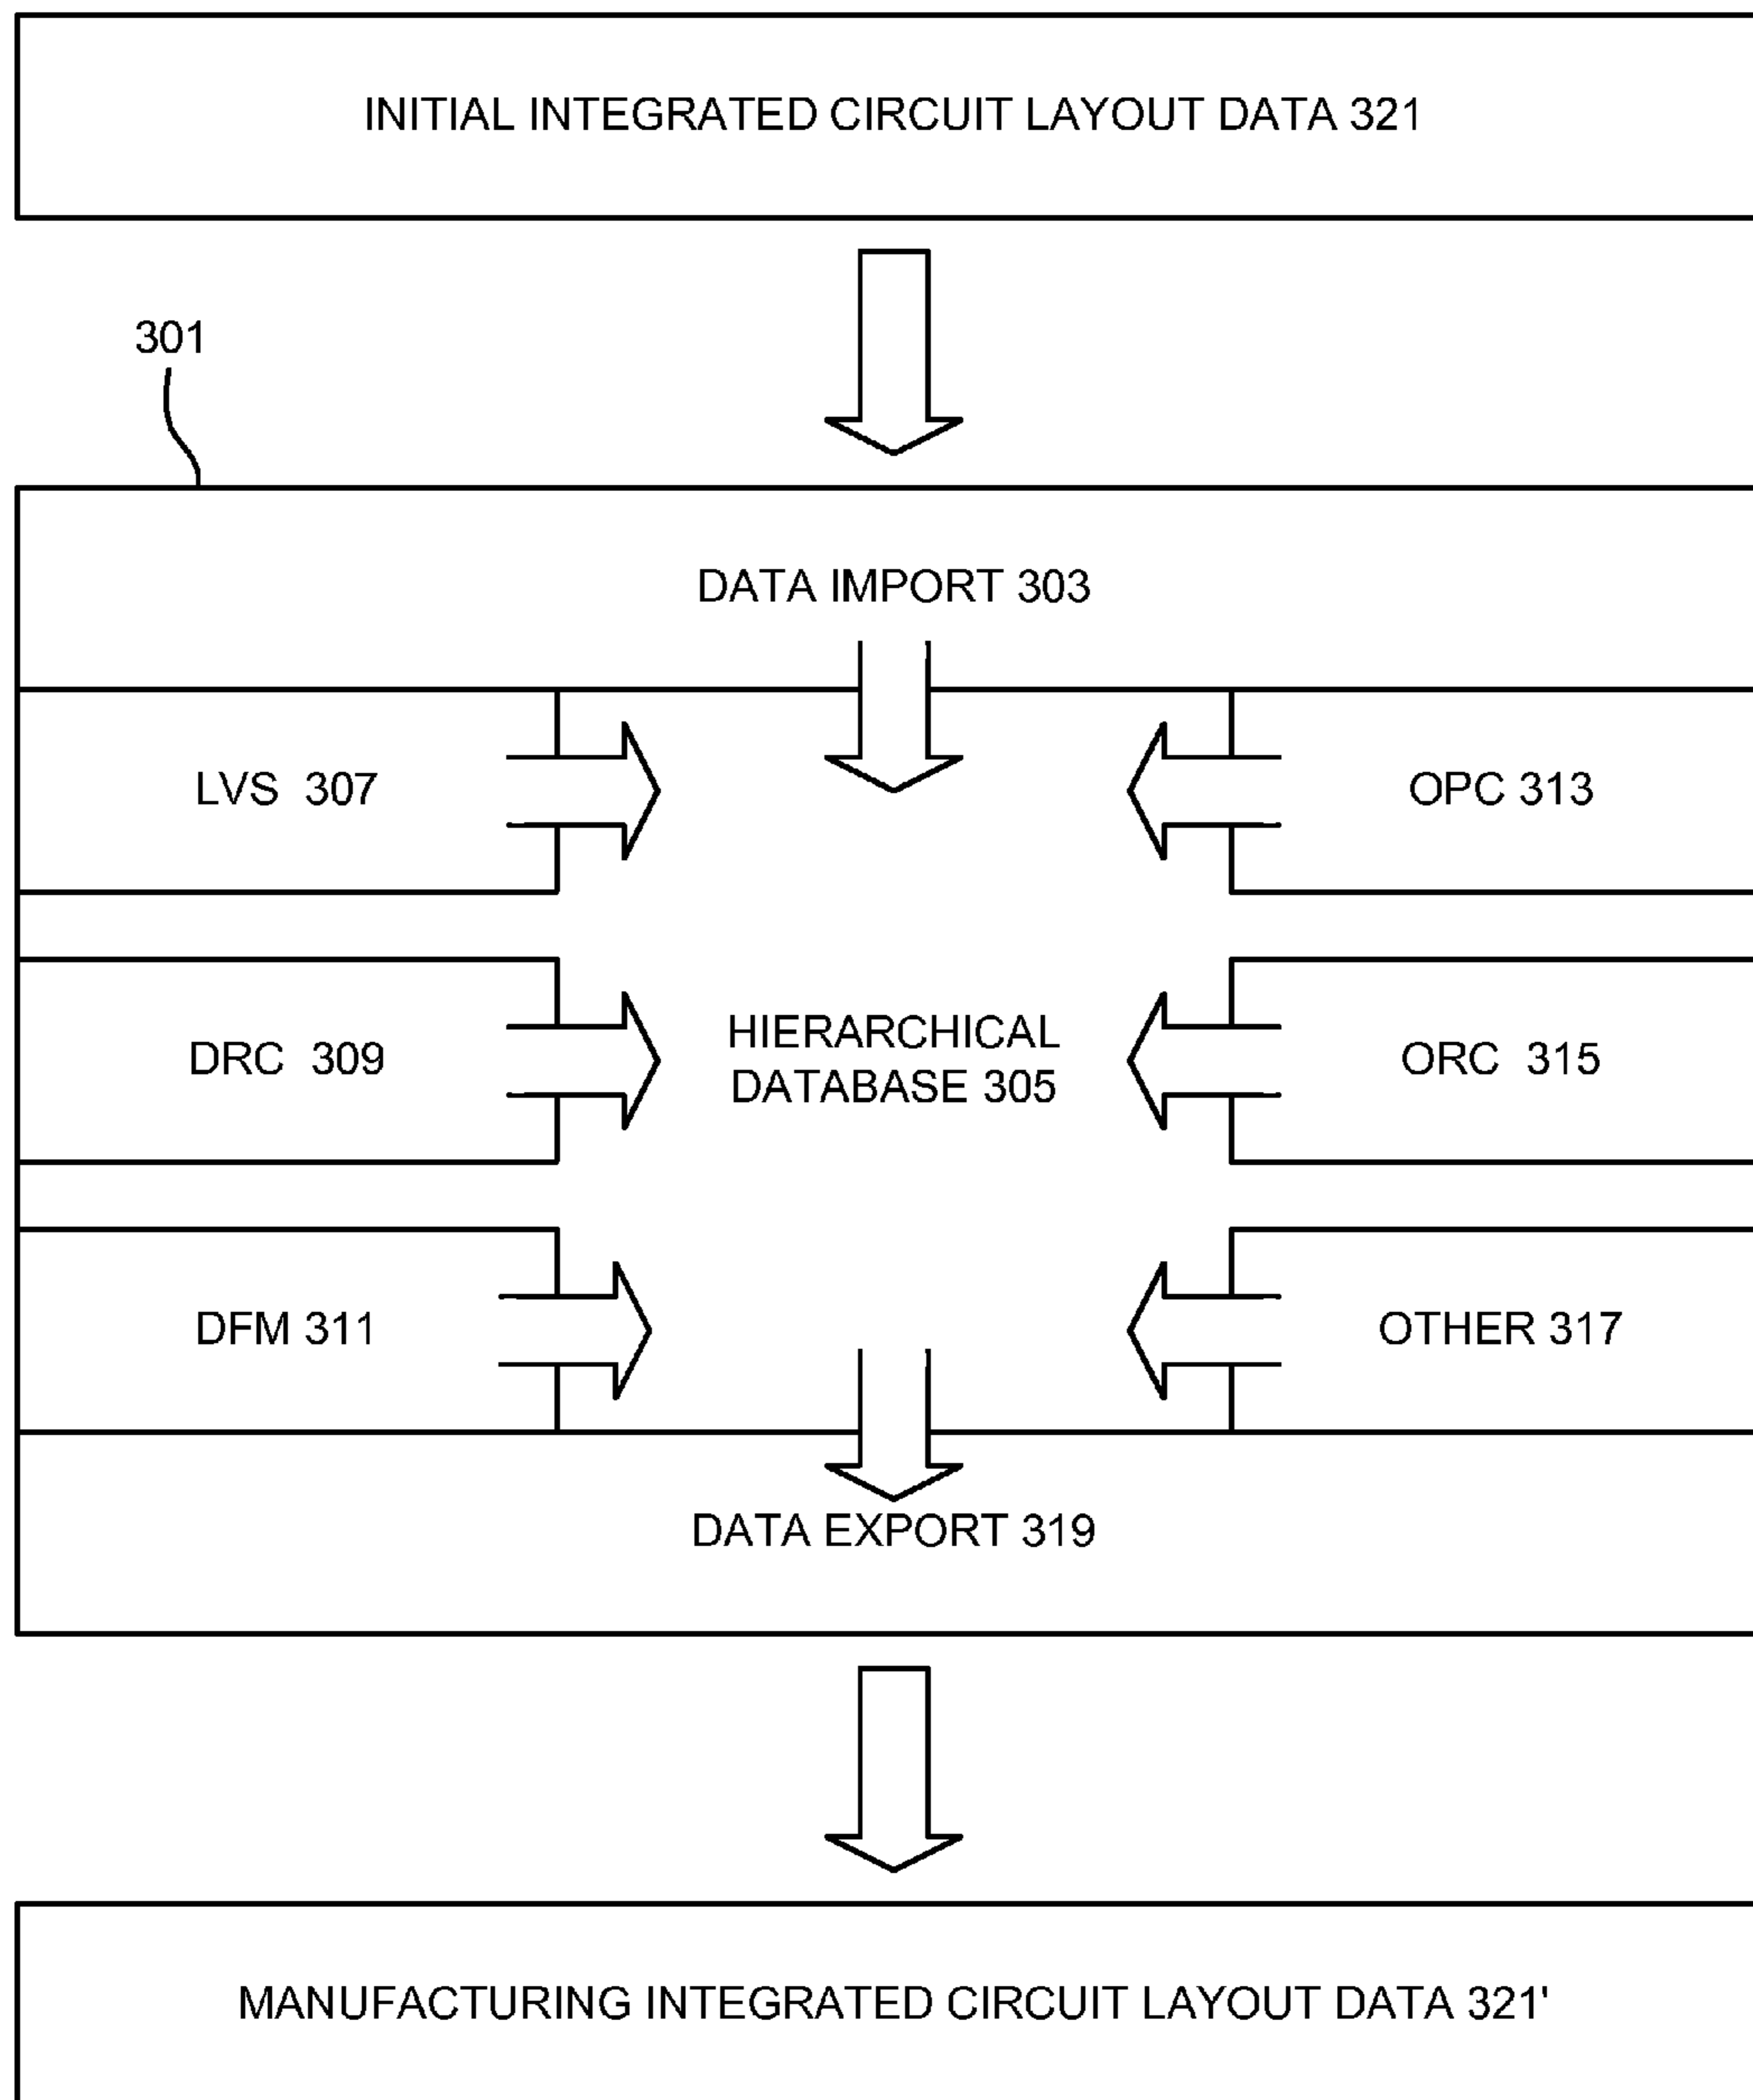 INITIAL INTEGRATED CIRCUIT LAYOUT DATA 321
301
DATA IMPORT 303
LVS 307
OPC 313
DRC 309
HIERARCHICAL
DATABASE 305
ORC 315
DFM 311
OTHER 317
DATA EXPORT 319
MANUFACTURING INTEGRATED CIRCUIT LAYOUT DATA 321'